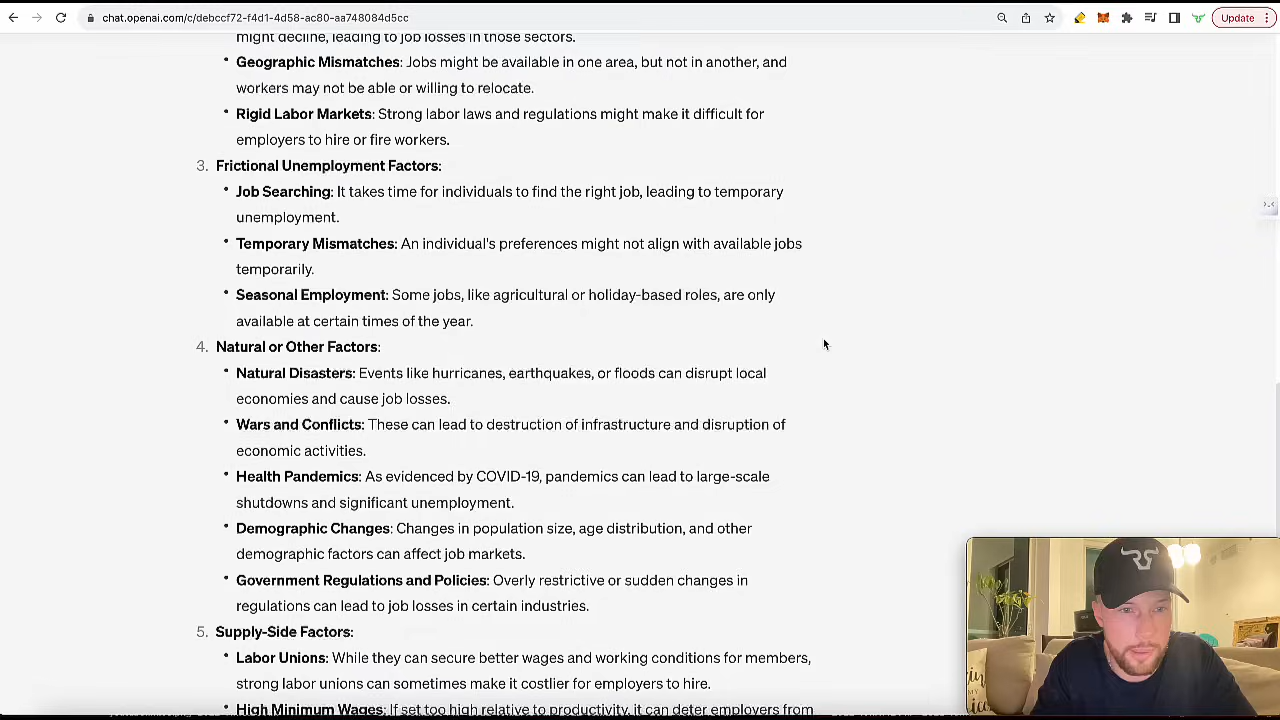 chat.openai.com/c/debccf72-f4d1-4d58-ac80-aa748084d5cc
Update
might decline, leading to job losses in those sectors.
• Geographic Mismatches: Jobs might be available in one area, but not in another, and
workers may not be able or willing to relocate.
• Rigid Labor Markets: Strong labor laws and regulations might make it difficult for
employers to hire or fire workers.
3. Frictional Unemployment Factors:
• Job Searching: It takes time for individuals to find the right job, leading to temporary
unemployment.
• Temporary Mismatches: An individual's preferences might not align with available jobs
temporarily.
• Seasonal Employment: Some jobs, like agricultural or holiday-based roles, are only
available at certain times of the year.
4. Natural or Other Factors:
• Natural Disasters: Events like hurricanes, earthquakes, or floods can disrupt local
economies and cause job losses.
• Wars and Conflicts: These can lead to destruction of infrastructure and disruption of
economic activities.
• Health Pandemics: As evidenced by COVID-19, pandemics can lead to large-scale
shutdowns and significant unemployment.
• Demographic Changes: Changes in population size, age distribution, and other
demographic factors can affect job markets.
• Government Regulations and Policies: Overly restrictive or sudden changes in
regulations can lead to job losses in certain industries.
5. Supply-Side Factors:
• Labor Unions: While they can secure better wages and working conditions for members,
strong labor unions can sometimes make it costlier for employers to hire.
• High Minimum Wages: If set too high relative to productivity, it can deter employers from